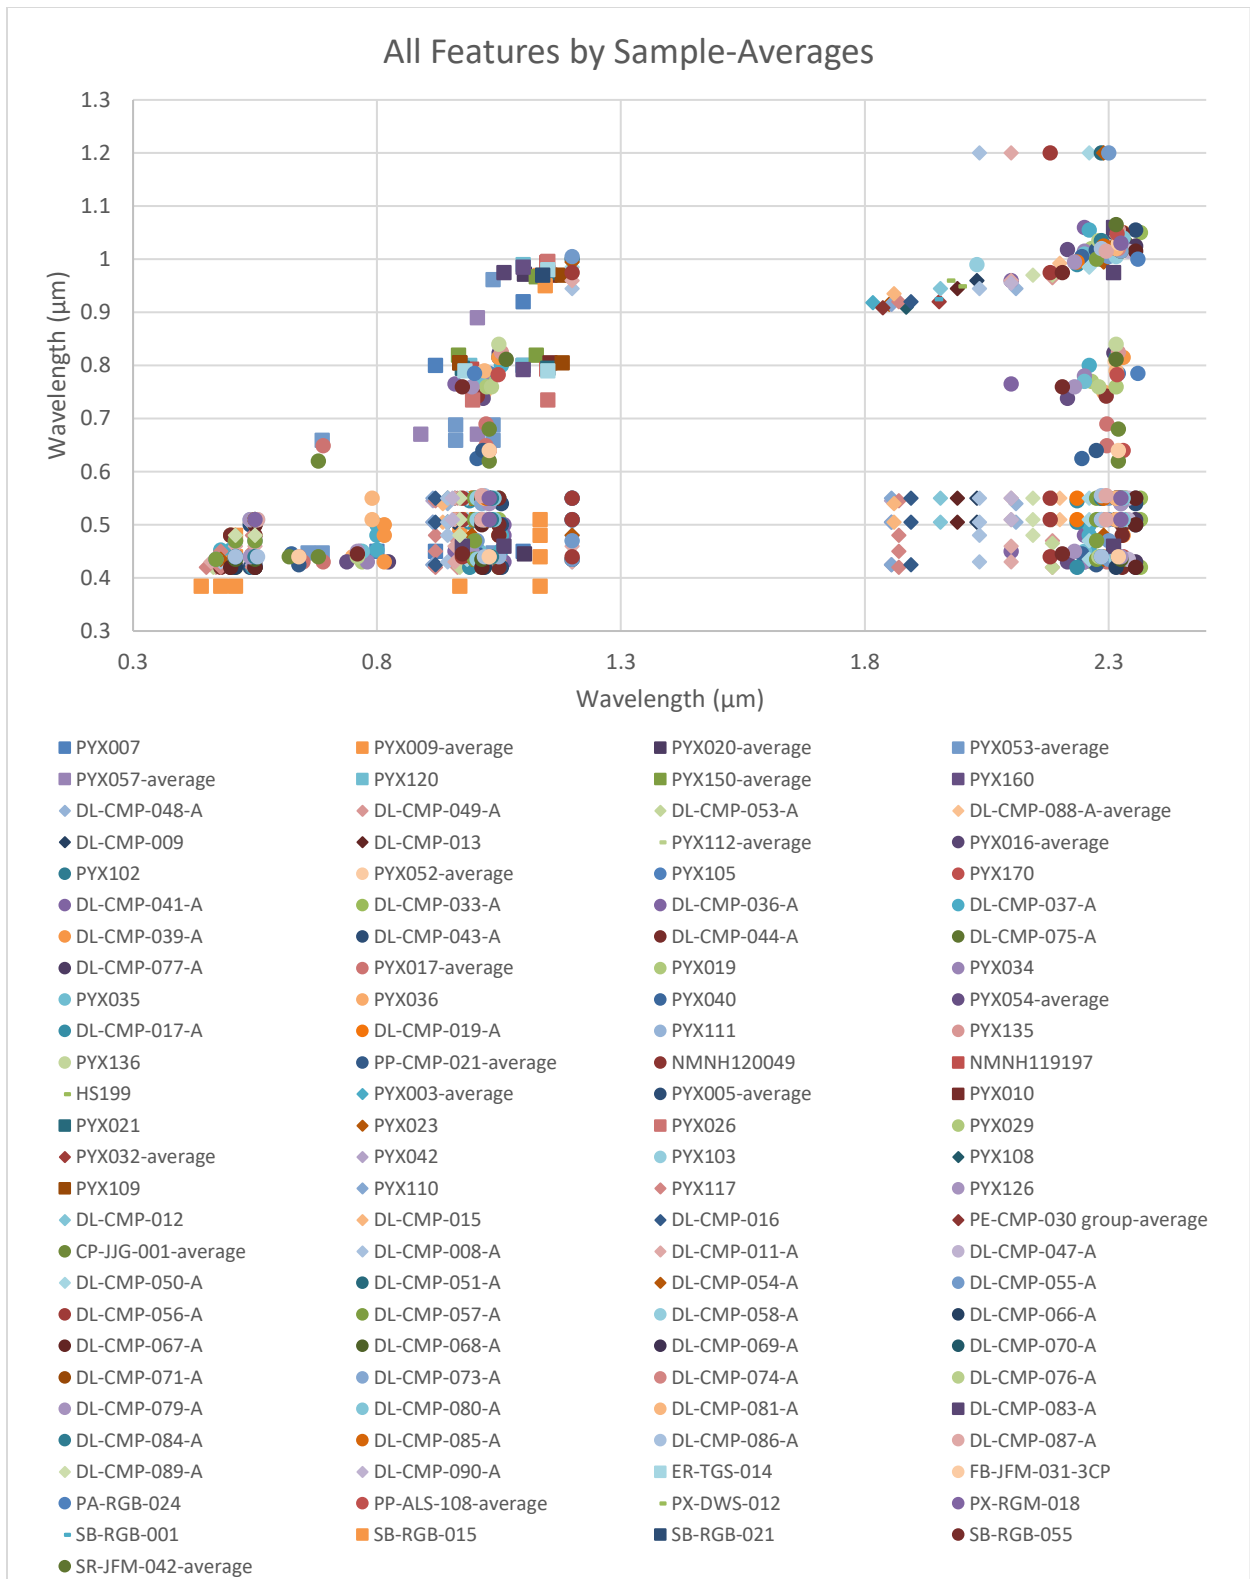 All Features by Sample-Averages
1.3
1.2
1.1
1
0.9
0.8
0.7
0.6
0.5
0.4
0.3
Wavelength (μm)
0.3 0.8 1.3 1.8 2.3
Wavelength (μm)
PYX007 PYX009-average PYX020-average PYX053-average
PYX057-average PYX120 PYX150-average PYX160
DL-CMP-048-A DL-CMP-049-A DL-CMP-053-A DL-CMP-088-A-average
DL-CMP-009 DL-CMP-013 PYX112-average PYX016-average
PYX102 PYX052-average PYX105 PYX170
DL-CMP-041-A DL-CMP-033-A DL-CMP-036-A DL-CMP-037-A
DL-CMP-039-A DL-CMP-043-A DL-CMP-044-A DL-CMP-075-A
DL-CMP-077-A PYX017-average PYX019 PYX034
PYX035 PYX036 PYX040 PYX054-average
DL-CMP-017-A DL-CMP-019-A PYX111 PYX135
PYX136 PP-CMP-021-average NMNH120049 NMNH119197
HS199 PYX003-average PYX005-average PYX010
PYX021 PYX023 PYX026 PYX029
PYX032-average PYX042 PYX103 PYX108
PYX109 PYX110 PYX117 PYX126
DL-CMP-012 DL-CMP-015 DL-CMP-016 PE-CMP-030 group-average
CP-JJG-001-average DL-CMP-008-A DL-CMP-011-A DL-CMP-047-A
DL-CMP-050-A DL-CMP-051-A DL-CMP-054-A DL-CMP-055-A
DL-CMP-056-A DL-CMP-057-A DL-CMP-058-A DL-CMP-066-A
DL-CMP-067-A DL-CMP-068-A DL-CMP-069-A DL-CMP-070-A
DL-CMP-071-A DL-CMP-073-A DL-CMP-074-A DL-CMP-076-A
DL-CMP-079-A DL-CMP-080-A DL-CMP-081-A DL-CMP-083-A
DL-CMP-084-A DL-CMP-085-A DL-CMP-086-A DL-CMP-087-A
DL-CMP-089-A DL-CMP-090-A ER-TGS-014 FB-JFM-031-3CP
PA-RGB-024 PP-ALS-108-average PX-DWS-012 PX-RGM-018
SB-RGB-001 SB-RGB-015 SB-RGB-021 SB-RGB-055
SR-JFM-042-average